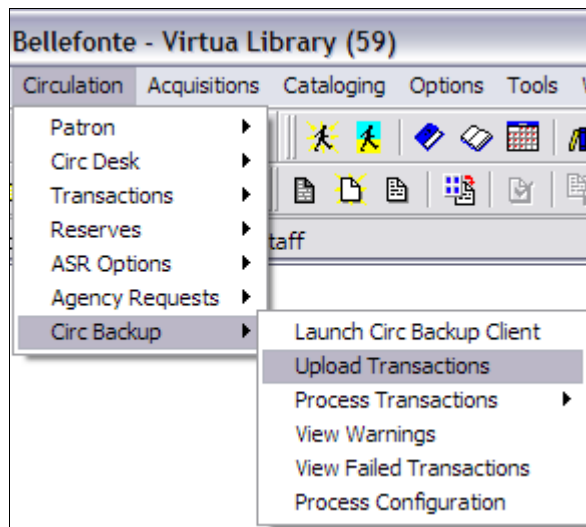 Bellefonte - Virtua Library (59)
Circulation Acquisitions Cataloging Options Tools
Patron
Circ Desk
Transactions
Reserves
taff
ASR Options
Agency Requests
Circ Backup
Launch Circ Backup Client
Upload Transactions
Process Transactions
View Warnings
View Failed Transactions
Process Configuration